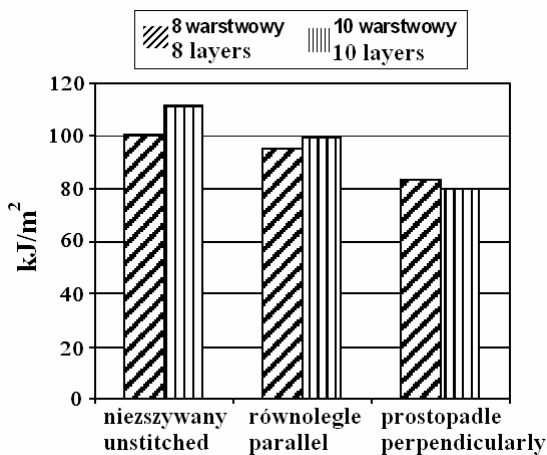 8 warstwowy
8 layers
10 warstwowy
10 layers
kJ/m²
120
100
80
60
40
20
0
niezszywany
unstitched
równolegle
parallel
prostopadle
perpendicularly